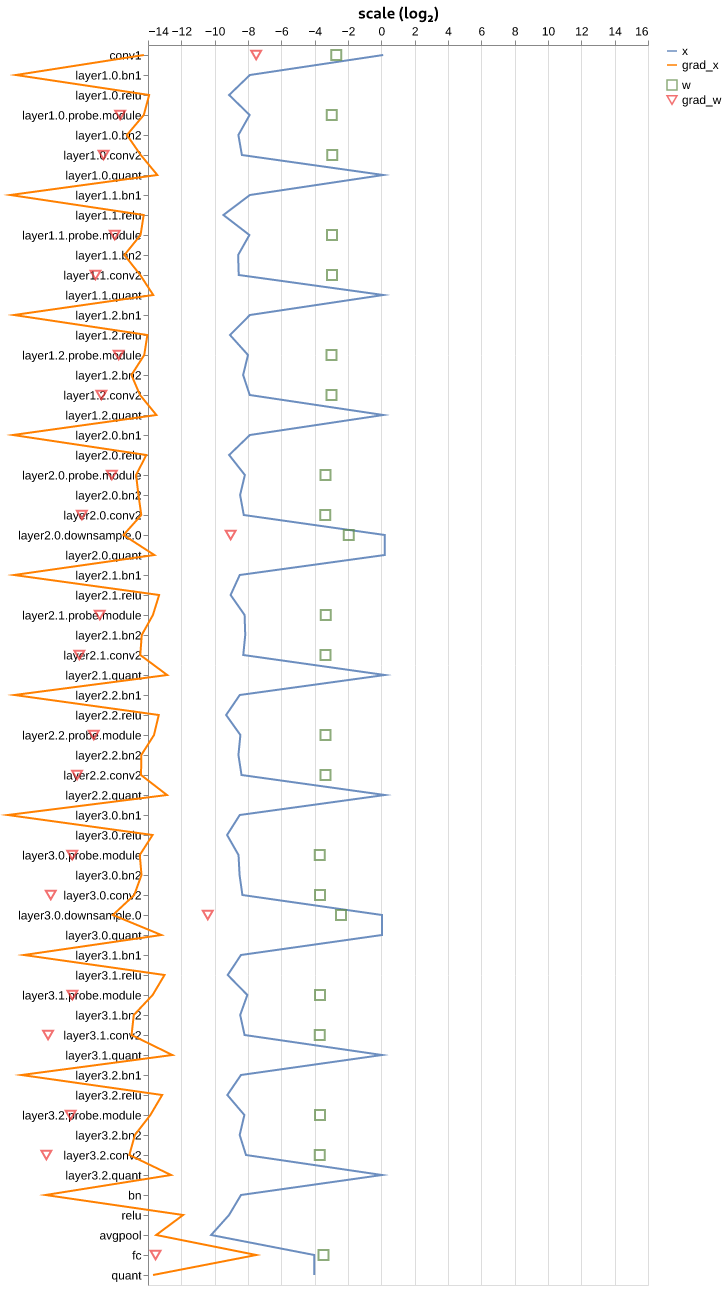 scale (log2)
−14 −12 −10 −8 −6 −4 −2 0 2 4 6 8 10 12 14 16
x
grad_x
w
grad_w
conv1
layer1.0.bn1
layer1.0.relu
layer1.0.probe.module
layer1.0.bn2
layer1.0.conv2
layer1.0.quant
layer1.1.bn1
layer1.1.relu
layer1.1.probe.module
layer1.1.bn2
layer1.1.conv2
layer1.1.quant
layer1.2.bn1
layer1.2.relu
layer1.2.probe.module
layer1.2.bn2
layer1.2.conv2
layer1.2.quant
layer2.0.bn1
layer2.0.relu
layer2.0.probe.module
layer2.0.bn2
layer2.0.conv2
layer2.0.downsample.0
layer2.0.quant
layer2.1.bn1
layer2.1.relu
layer2.1.probe.module
layer2.1.bn2
layer2.1.conv2
layer2.1.quant
layer2.2.bn1
layer2.2.relu
layer2.2.probe.module
layer2.2.bn2
layer2.2.conv2
layer2.2.quant
layer3.0.bn1
layer3.0.relu
layer3.0.probe.module
layer3.0.bn2
layer3.0.conv2
layer3.0.downsample.0
layer3.0.quant
layer3.1.bn1
layer3.1.relu
layer3.1.probe.module
layer3.1.bn2
layer3.1.conv2
layer3.1.quant
layer3.2.bn1
layer3.2.relu
layer3.2.probe.module
layer3.2.bn2
layer3.2.conv2
layer3.2.quant
bn
relu
avgpool
fc
quant